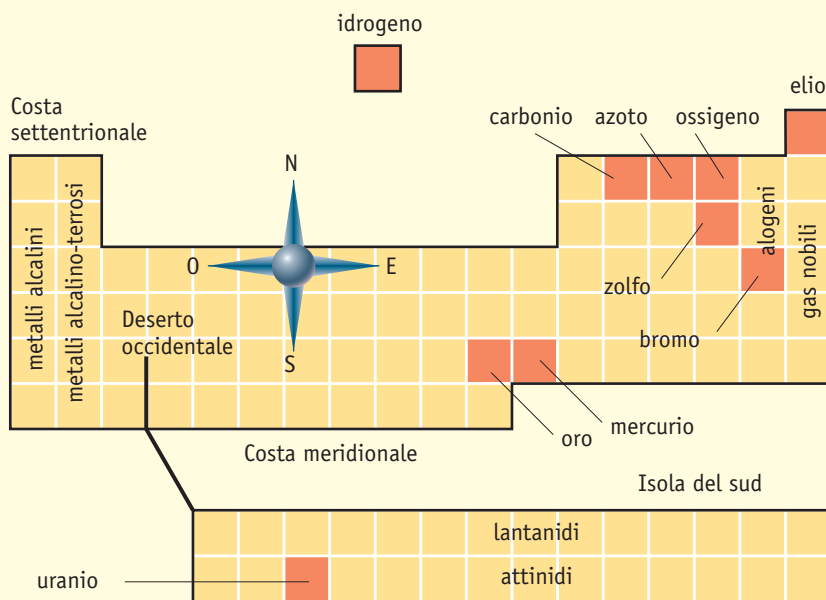 idrogeno
elio
Costa
settentrionale
carbonio
azoto
ossigeno
N
metalli alcalini
metalli alcalino-terrosi
alogeni
gas nobili
O
E
zolfo
Deserto
occidentale
bromo
S
mercurio
oro
Costa meridionale
Isola del sud
lantanidi
attinidi
uranio